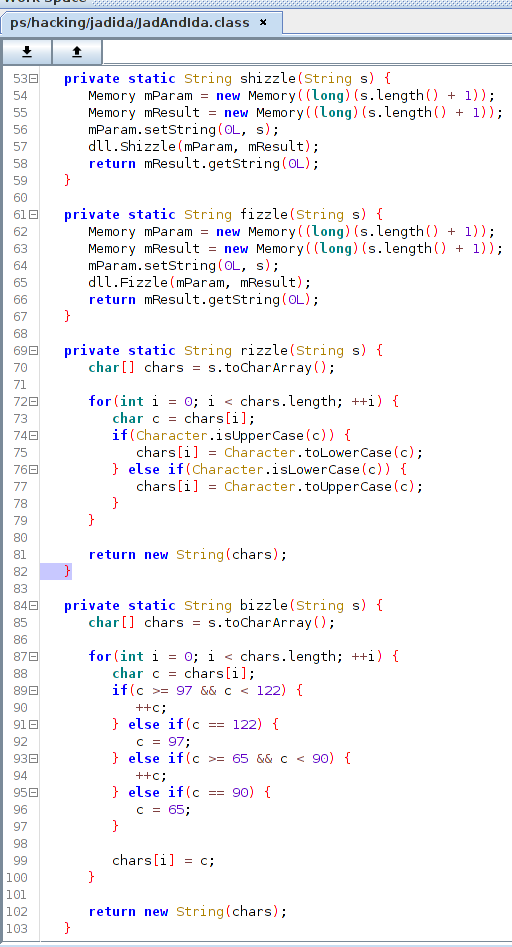 ps/hacking/jadida/JadAndIda.class ×
53 private static String shizzle(String s) {
54 Memory mParam = new Memory((long)(s.length() + 1));
55 Memory mResult = new Memory((long)(s.length() + 1));
56 mParam.setString(0L, s);
57 dll.Shizzle(mParam, mResult);
58 return mResult.getString(0L);
59 }
60
61 private static String fizzle(String s) {
62 Memory mParam = new Memory((long)(s.length() + 1));
63 Memory mResult = new Memory((long)(s.length() + 1));
64 mParam.setString(0L, s);
65 dll.Fizzle(mParam, mResult);
66 return mResult.getString(0L);
67 }
68
69 private static String rizzle(String s) {
70 char[] chars = s.toCharArray();
71
72 for(int i = 0; i < chars.length; ++i) {
73 char c = chars[i];
74 if(Character.isUpperCase(c)) {
75 chars[i] = Character.toLowerCase(c);
76 } else if(Character.isLowerCase(c)) {
77 chars[i] = Character.toUpperCase(c);
78 }
79 }
80
81 return new String(chars);
82 }
83
84 private static String bizzle(String s) {
85 char[] chars = s.toCharArray();
86
87 for(int i = 0; i < chars.length; ++i) {
88 char c = chars[i];
89 if(c >= 97 && c < 122) {
90 ++c;
91 } else if(c == 122) {
92 c = 97;
93 } else if(c >= 65 && c < 90) {
94 ++c;
95 } else if(c == 90) {
96 c = 65;
97 }
98
99 chars[i] = c;
100 }
101
102 return new String(chars);
103 }